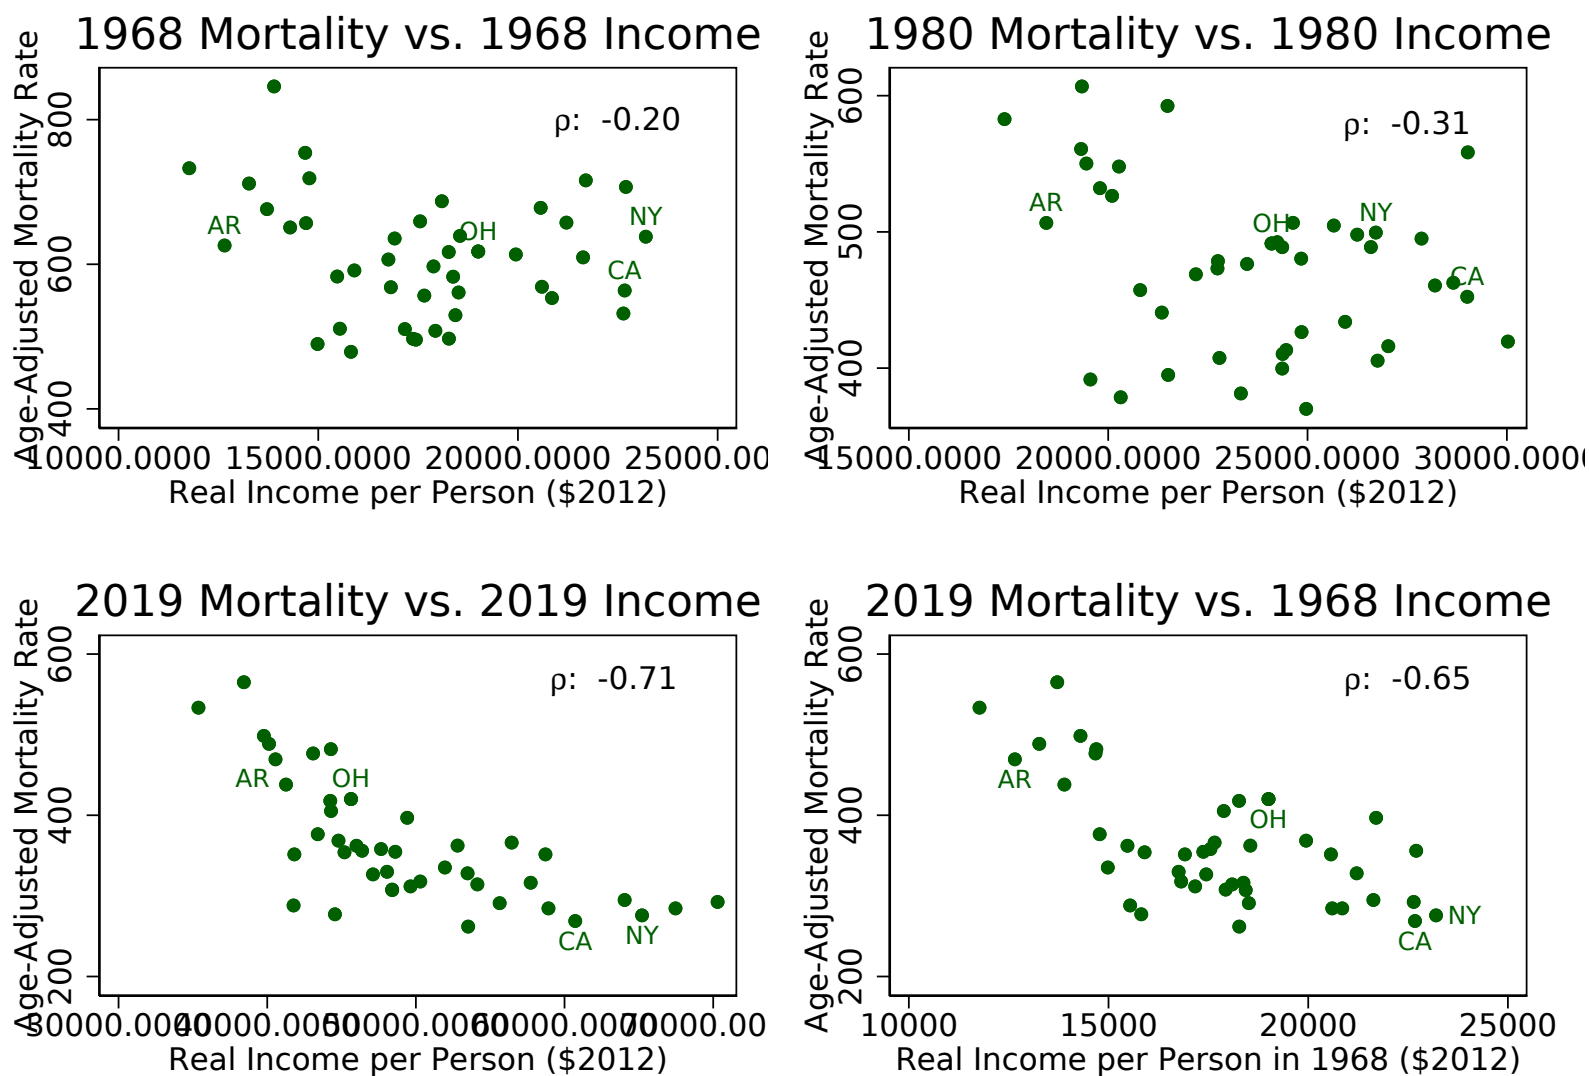 1968 Mortality vs. 1968 Income
Age-Adjusted Mortality Rate
800
600
400
ρ: -0.20
AR
OH
NY
CA
10000.0000 15000.0000 20000.0000 25000.00
Real Income per Person ($2012)
1980 Mortality vs. 1980 Income
Age-Adjusted Mortality Rate
600
500
400
ρ: -0.31
AR
OH
NY
CA
15000.0000 20000.0000 25000.0000 30000.0000
Real Income per Person ($2012)
2019 Mortality vs. 2019 Income
Age-Adjusted Mortality Rate
600
400
200
ρ: -0.71
AR
OH
CA
NY
Real Income per Person ($2012)
2019 Mortality vs. 1968 Income
Age-Adjusted Mortality Rate
600
400
200
ρ: -0.65
AR
OH
NY
CA
10000 15000 20000 25000
Real Income per Person in 1968 ($2012)